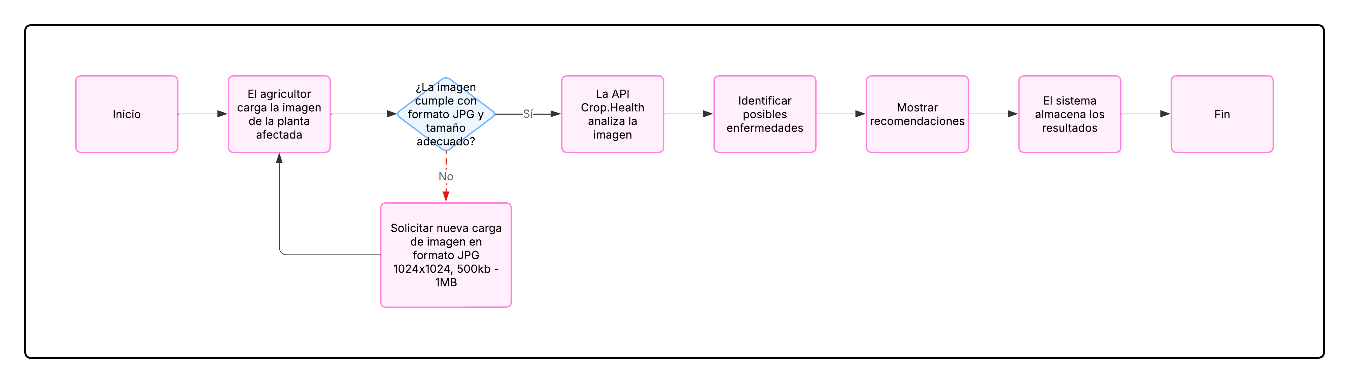 Inicio
El agricultor
carga la imagen
de la planta
afectada
¿La imagen
cumple con
formato JPG y
tamaño
adecuado?
Sí
La API
Crop.Health
analiza la
imagen
Identificar
posibles
enfermedades
Mostrar
recomendaciones
El sistema
almacena los
resultados
Fin
No
Solicitar nueva carga
de imagen en
formato JPG
1024x1024, 500kb -
1MB